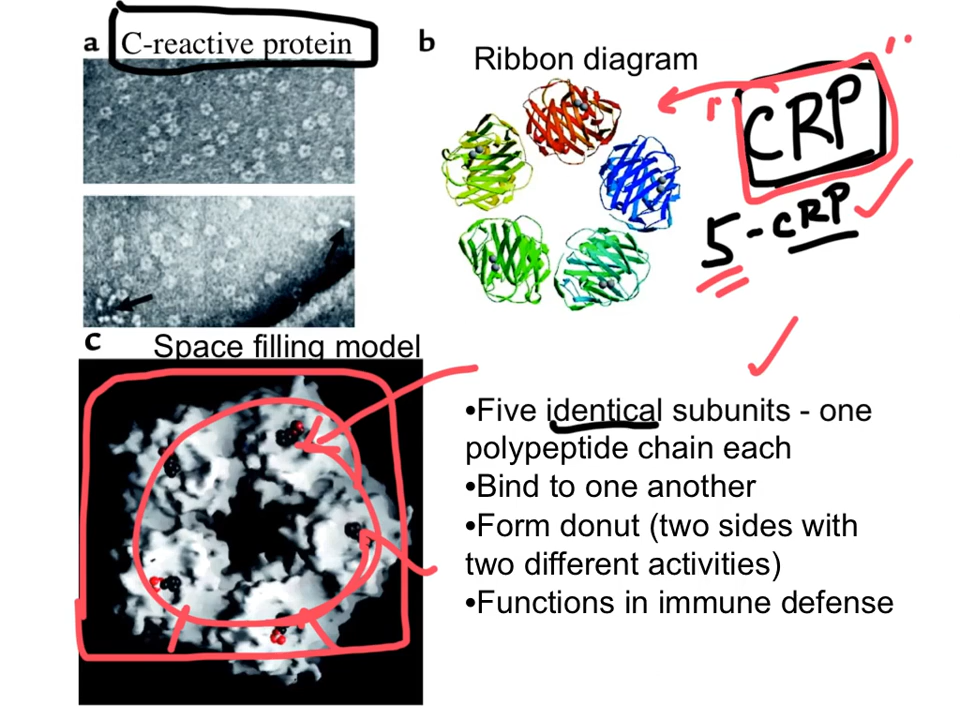 a C-reactive protein
b
Ribbon diagram
CRP
5-CRP
c Space filling model
•Five identical subunits - one
polypeptide chain each
•Bind to one another
•Form donut (two sides with
two different activities)
•Functions in immune defense